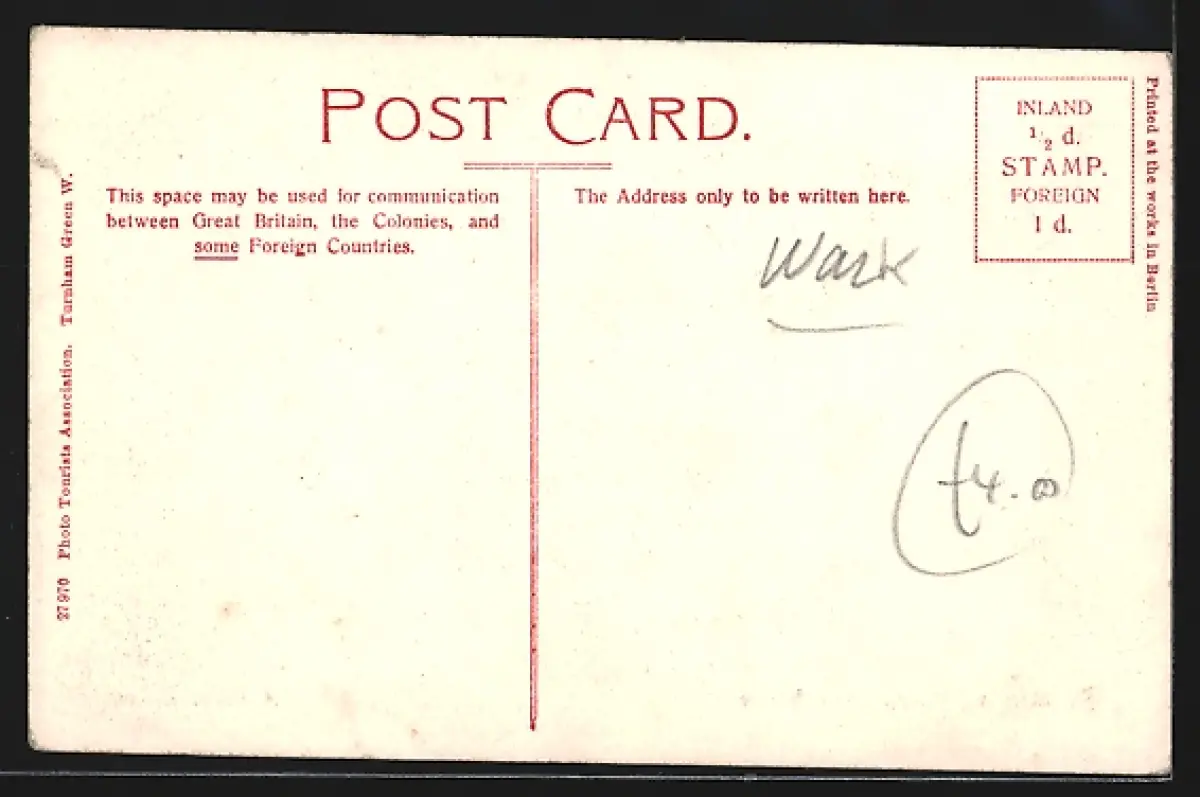 POST CARD.
This space may be used for communication
between Great Britain, the Colonies, and
some Foreign Countries.
The Address only to be written here.
INLAND
½ d.
STAMP.
FOREIGN
1 d.
Printed at the works in Berlin
27970 Photo Tourists Association. Turnham Green W.
Wark
£4.00